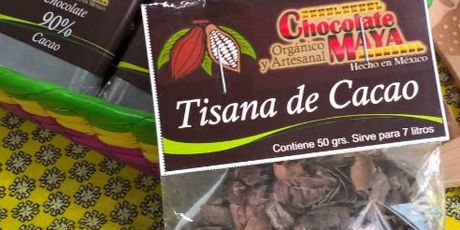 Chocolate
90%
Cacao
Chocolate
Orgánico
y Artesanal
MAYA
Hecho en México
Tisana de Cacao
Contiene 50 grs. Sirve para 7 litros